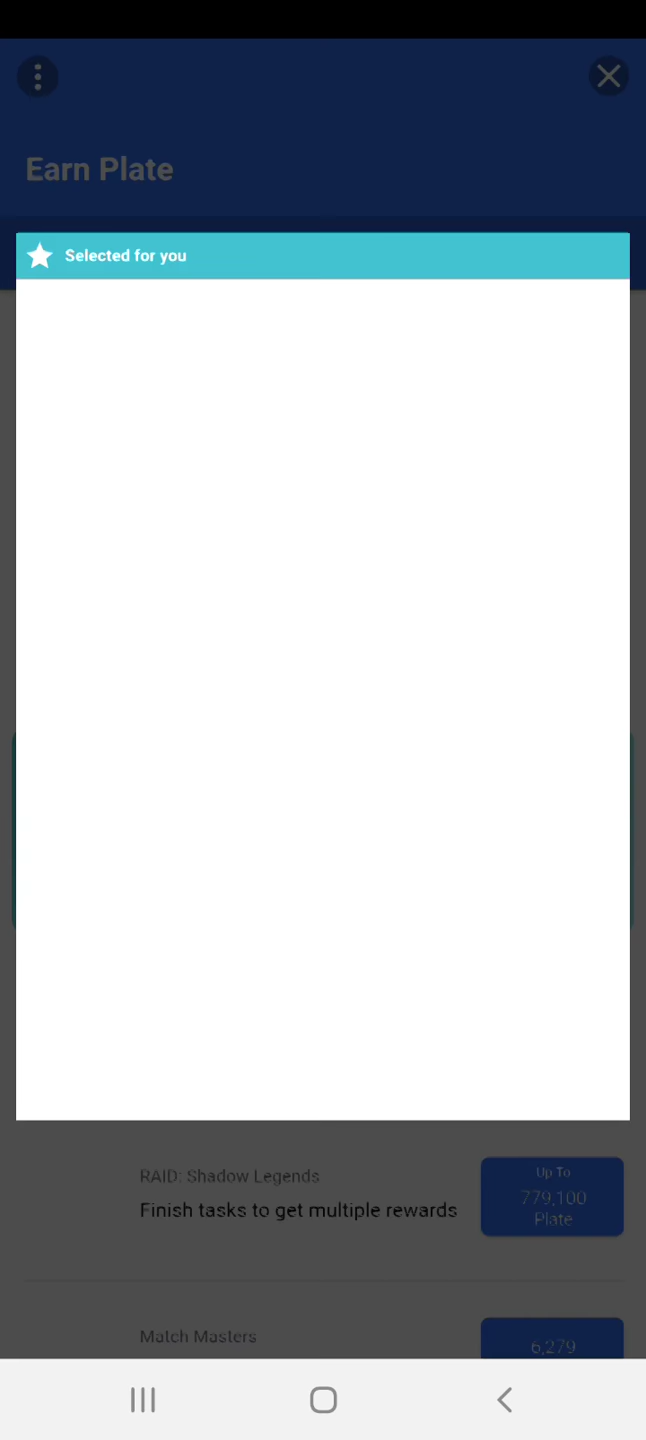 Earn Plate
Selected for you
RAID: Shadow Legends
Finish tasks to get multiple rewards
Up To
779,100
Plate
Match Masters
6,279